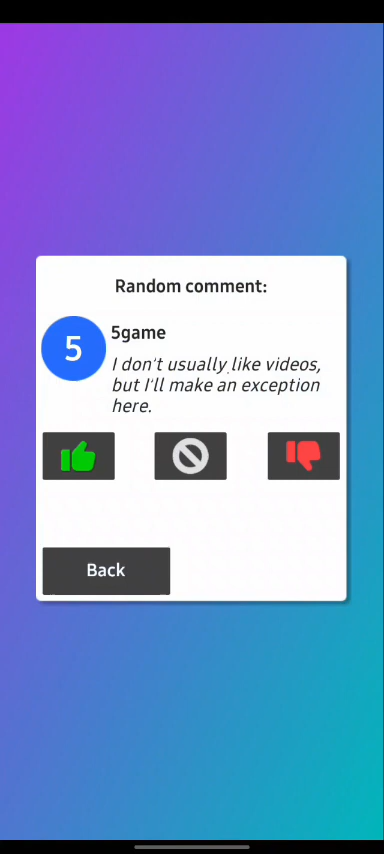 Random comment:
5
5game
I don't usually like videos,
but I'll make an exception
here.
Back